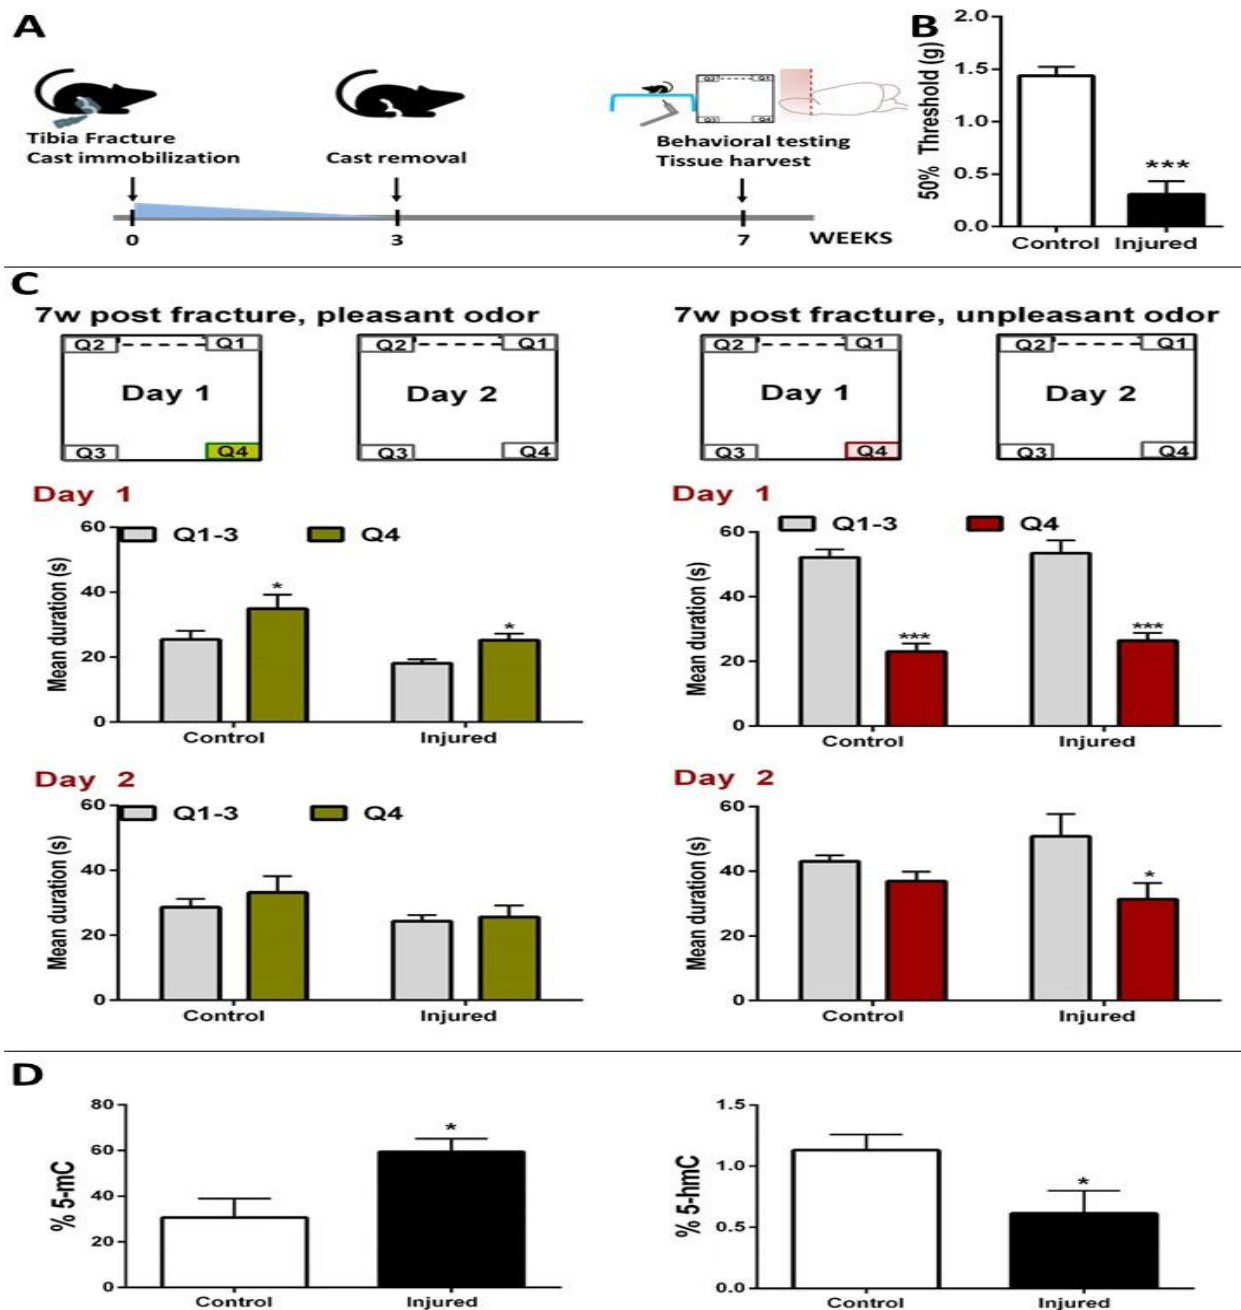 A
Tibia Fracture
Cast immobilization
Cast removal
Q2 Q1
Q3 Q4
Behavioral testing
Tissue harvest
0 3 7 WEEKS
B
50% Threshold (g)
2.0
1.5
1.0
0.5
0.0
***
Control Injured
C
7w post fracture, pleasant odor
Q2 Q1
Day 1
Q3 Q4
Q2 Q1
Day 2
Q3 Q4
7w post fracture, unpleasant odor
Q2 Q1
Day 1
Q3 Q4
Q2 Q1
Day 2
Q3 Q4
Day 1
Mean duration (s)
60
40
20
0
Q1-3 Q4
* *
Control Injured
Day 1
Mean duration (s)
60
40
20
0
Q1-3 Q4
*** ***
Control Injured
Day 2
Mean duration (s)
60
40
20
0
Q1-3 Q4
Control Injured
Day 2
Mean duration (s)
60
40
20
0
*
Control Injured
D
% 5-mC
80
60
40
20
0
*
Control Injured
% 5-hmC
1.5
1.0
0.5
0.0
*
Control Injured